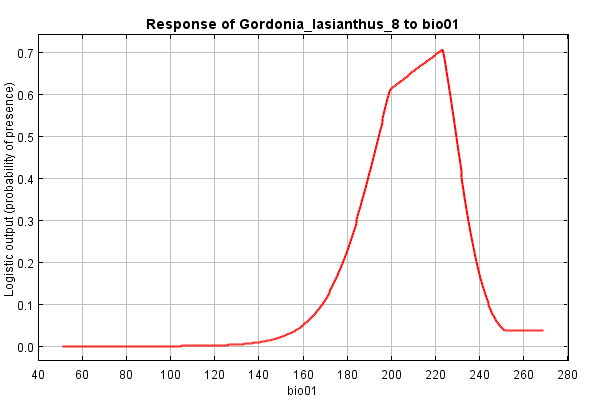 Response of Gordonia_lasianthus_8 to bio01
Logistic output (probability of presence)
0.7
0.6
0.5
0.4
0.3
0.2
0.1
0.0
40 60 80 100 120 140 160 180 200 220 240 260 280
bio01